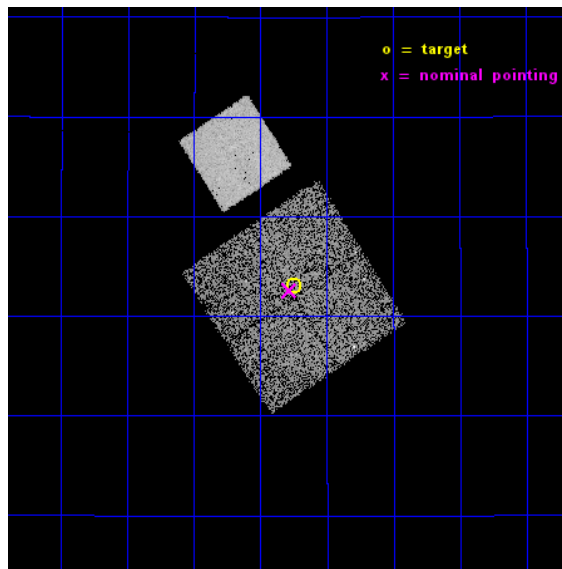 o = target
x = nominal pointing